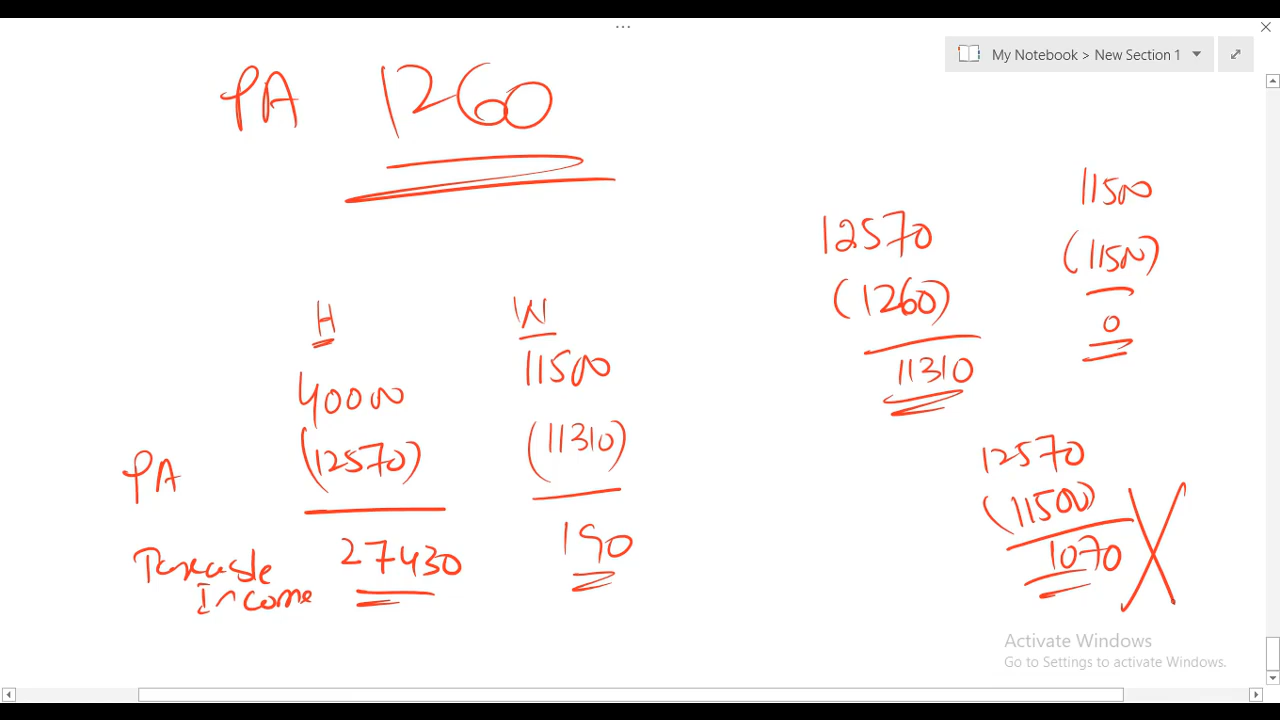 My Notebook > New Section 1
PA 1260
12570
(1260)
11310
11500
(11500)
0
H W
40000 11500
PA (12570) (11310)
Taxable
Income 27430 190
12570
(11500)
1070
Activate Windows
Go to Settings to activate Windows.